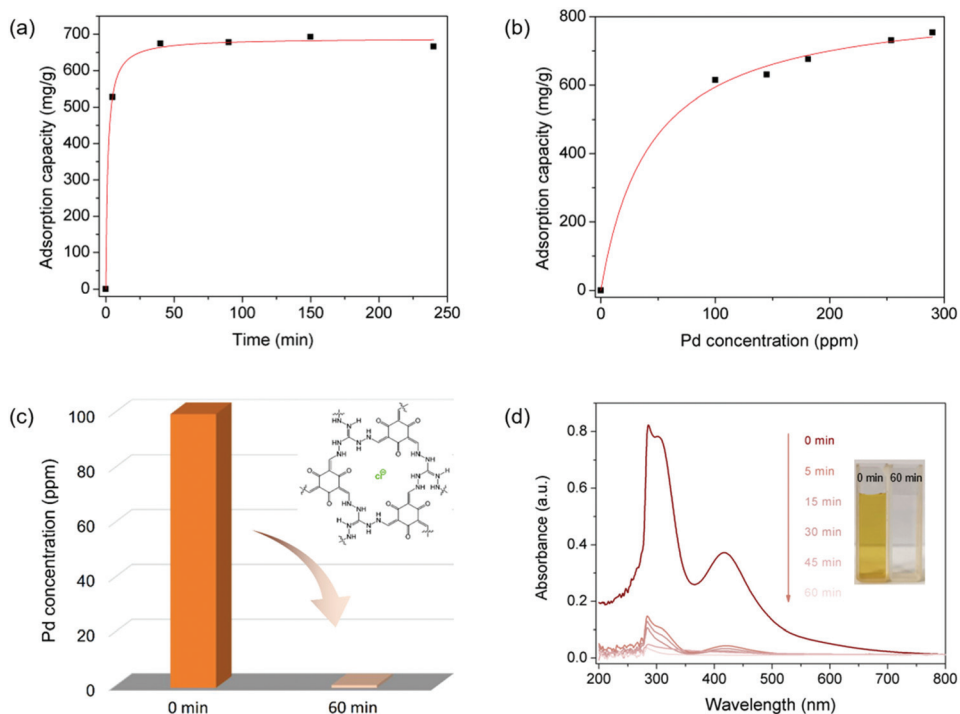 (a)
800
700
600
500
400
300
200
100
0
Adsorption capacity (mg/g)
0 50 100 150 200 250
Time (min)
(b)
800
600
400
200
0
Adsorption capacity (mg/g)
0 100 200 300
Pd concentration (ppm)
(c)
100
80
60
40
20
0
Pd concentration (ppm)
0 min 60 min
Cl⊖
(d)
0.8
0.6
0.4
0.2
0.0
Absorbance (a.u.)
200 300 400 500 600 700 800
Wavelength (nm)
0 min
5 min
15 min
30 min
45 min
60 min
0 min 60 min